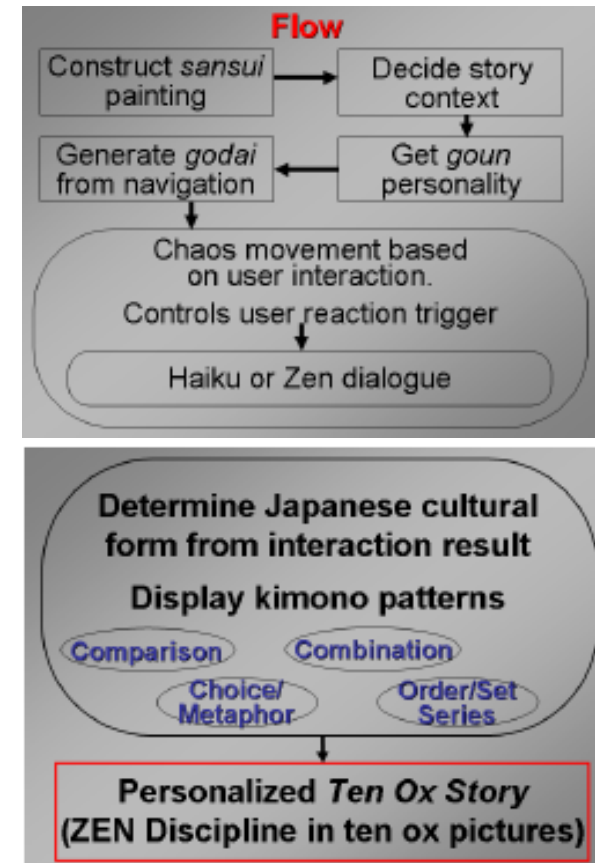 Flow
Construct sansui
painting
Decide story
context
Generate godai
from navigation
Get goun
personality
Chaos movement based
on user interaction.
Controls user reaction trigger
Haiku or Zen dialogue
Determine Japanese cultural
form from interaction result
Display kimono patterns
Comparison
Combination
Choice/
Metaphor
Order/Set
Series
Personalized Ten Ox Story
(ZEN Discipline in ten ox pictures)